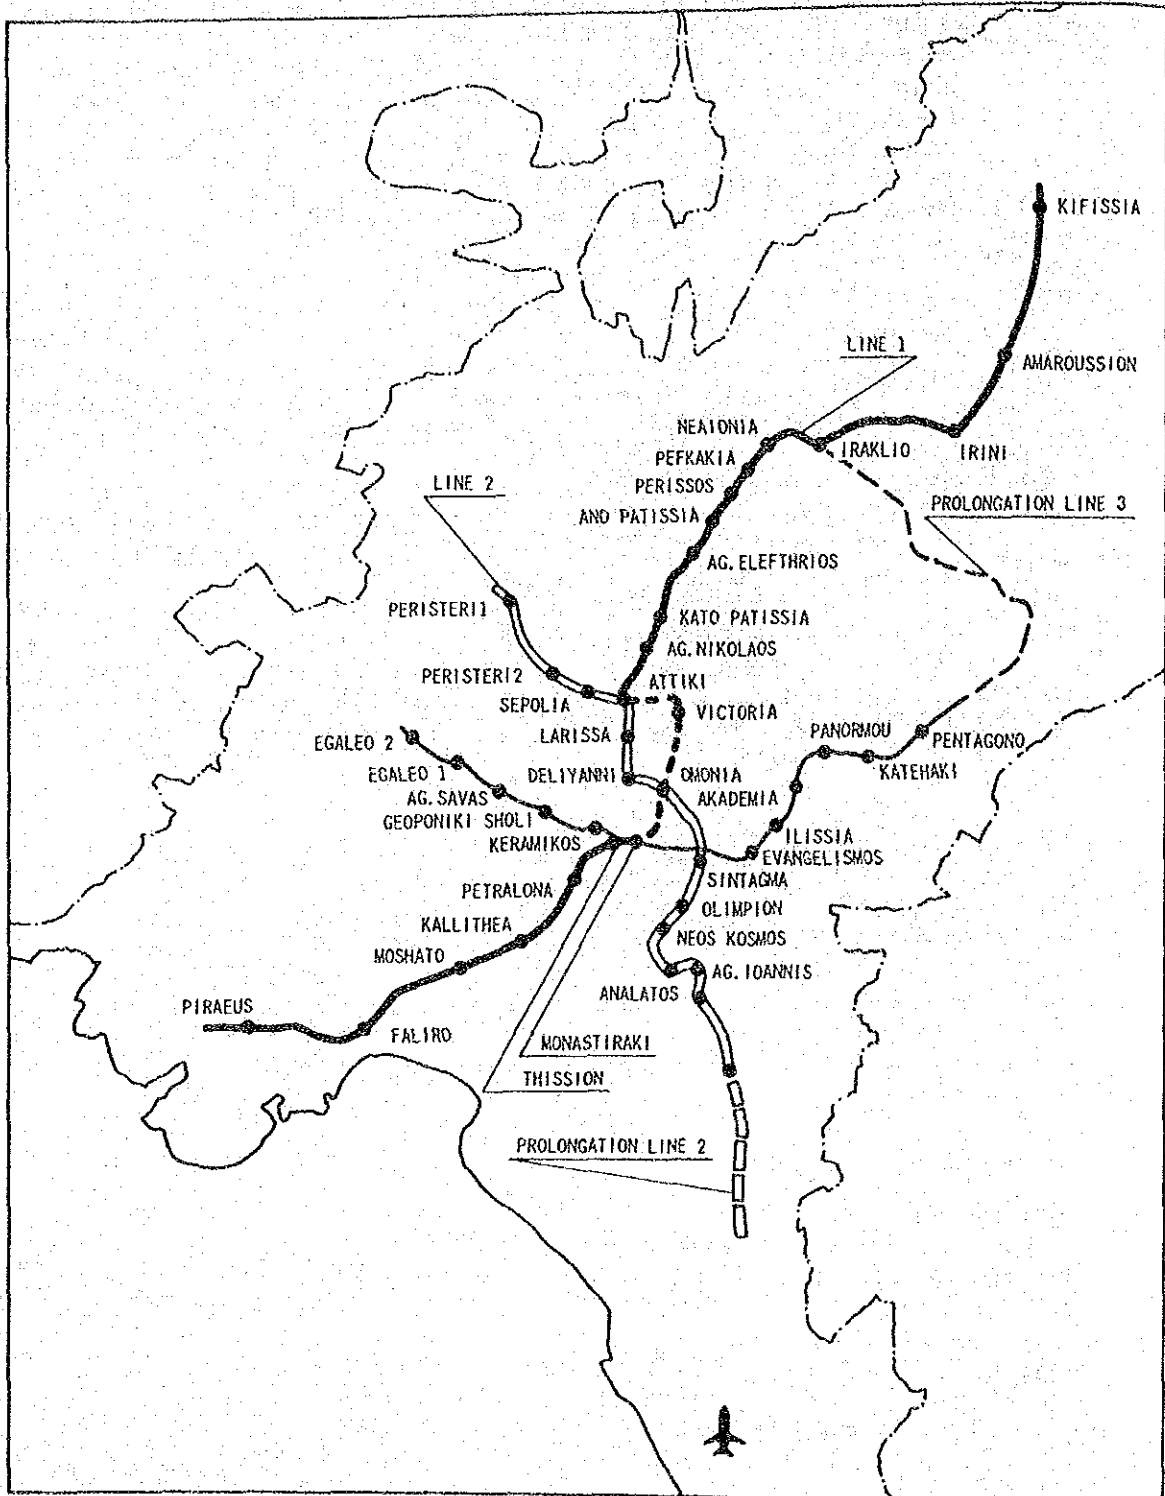 KIFISSIA
LINE 1
AMAROUSSION
NEAIONIA
IRAKLIO
IRINI
PEFKAKIA
LINE 2
PERISSOS
PROLONGATION LINE 3
AND PATISSIA
AG. ELEFTHRIOS
PERISTERI1
KATO PATISSIA
AG. NIKOLAOS
PERISTERI2
ATTIKI
SEPOLIA
VICTORIA
EGALEO 2
LARISSA
PANORMOU
PENTAGONO
EGALEO 1
DELIYANNI
OMONIA
KATEHAKI
AG. SAVAS
AKADEMIA
GEOPONIKI SHOLI
KERAMIKOS
ILISSIA
EVANGELISMOS
PETRALONA
SINTAGMA
OLIMPION
KALLITHEA
NEOS KOSMOS
MOSHATO
AG. IOANNIS
ANALATOS
PIRAEUS
FALIRO
MONASTIRAKI
THISSION
PROLONGATION LINE 2